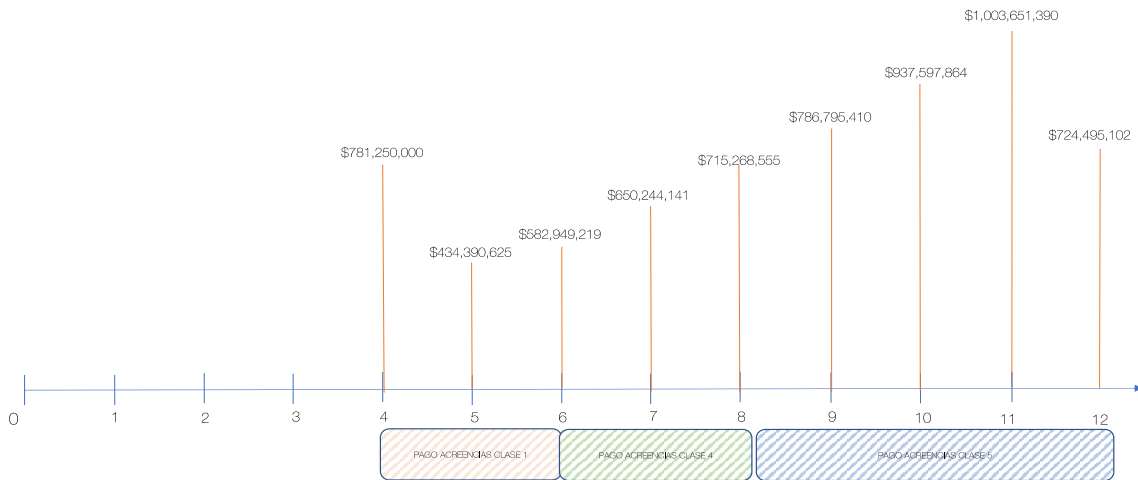 $1,003,651,390
$937,597,864
$786,795,410
$724,495,102
$781,250,000
$715,268,555
$650,244,141
$582,949,219
$434,390,625
0 1 2 3 4 5 6 7 8 9 10 11 12
PAGO ACREENCIAS CLASE 1
PAGO ACREENCIAS CLASE 4
PAGO ACREENCIAS CLASE 5